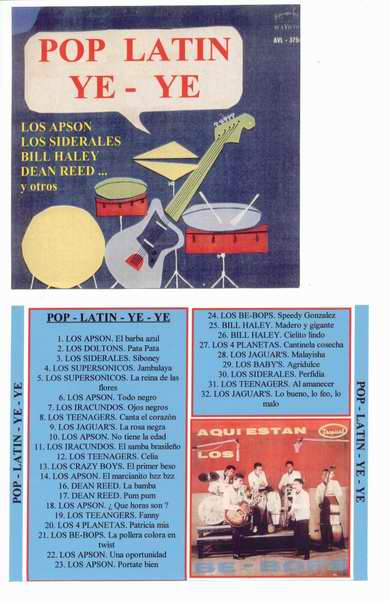 POP LATIN
YE - YE
AVL - 375
LOS APSON
LOS SIDERALES
BILL HALEY
DEAN REED ...
y otros
POP - LATIN - YE - YE
POP - LATIN - YE - YE
1. LOS APSON. El barba azul
2. LOS DOLTONS. Pata Pata
3. LOS SIDERALES. Siboney
4. LOS SUPERSONICOS. Jambalaya
5. LOS SUPERSONICOS. La reina de las
flores
6. LOS APSON. Todo negro
7. LOS IRACUNDOS. Ojos negros
8. LOS TEENAGERS. Canta el corazón
9. LOS JAGUAR'S. La rosa negra
10. LOS APSON. No tiene la edad
11. LOS IRACUNDOS. El samba brasileño
12. LOS TEENAGERS. Celia
13. LOS CRAZY BOYS. El primer beso
14. LOS APSON. El marcianito bzz bzz
16. DEAN REED. La bamba
17. DEAN REED. Pum pum
18. LOS APSON. ¿ Que horas son ?
19. LOS TEEANGERS. Fanny
20. LOS 4 PLANETAS. Patricia mia
21. LOS BE-BOPS. La pollera colora en
twist
22. LOS APSON. Una oportunidad
23. LOS APSON. Portate bien
24. LOS BE-BOPS. Speedy Gonzalez
25. BILL HALEY. Madero y gigante
26. BILL HALEY. Cielito lindo
27. LOS 4 PLANETAS. Cantinela cosecha
28. LOS JAGUAR'S. Malayisha
29. LOS BABY'S. Agridulce
30. LOS SIDERALES. Perfidia
31. LOS TEENAGERS. Al amanecer
32. LOS JAGUAR'S. Lo bueno, lo feo, lo
malo
AQUI ESTAN
LOS
BE-BOPS
POP - LATIN - YE - YE